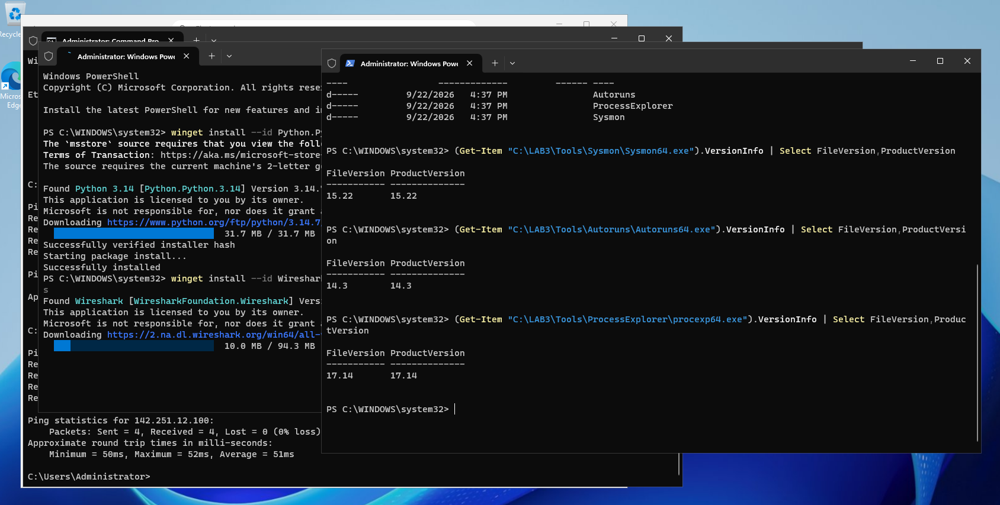 Recycle
Micros
Edge
Administrator: Command Pro
Wi
Et
C:
Pi
Re
Re
Re
Re
Pi
Ap
C:
Pi
Re
Re
Re
Re
Ping statistics for 142.251.12.100:
    Packets: Sent = 4, Received = 4, Lost = 0 (0% loss)
Approximate round trip times in milli-seconds:
    Minimum = 50ms, Maximum = 52ms, Average = 51ms
C:\Users\Administrator>
Administrator: Windows Powe
Windows PowerShell
Copyright (C) Microsoft Corporation. All rights rese
Install the latest PowerShell for new features and i
PS C:\WINDOWS\system32> winget install --id Python.Py
The `msstore` source requires that you view the foll
Terms of Transaction: https://aka.ms/microsoft-store-
The source requires the current machine's 2-letter g
Found Python 3.14 [Python.Python.3.14] Version 3.14.
This application is licensed to you by its owner.
Microsoft is not responsible for, nor does it grant a
Downloading https://www.python.org/ftp/python/3.14.7/
31.7 MB / 31.7 MB
Successfully verified installer hash
Starting package install...
Successfully installed
PS C:\WINDOWS\system32> winget install --id Wireshark
s
Found Wireshark [WiresharkFoundation.Wireshark] Vers
This application is licensed to you by its owner.
Microsoft is not responsible for, nor does it grant a
Downloading https://2.na.dl.wireshark.org/win64/all-
10.0 MB / 94.3 MB
Administrator: Windows Powe
----                 -------------         ------ ----
d-----         9/22/2026   4:37 PM                Autoruns
d-----         9/22/2026   4:37 PM                ProcessExplorer
d-----         9/22/2026   4:37 PM                Sysmon
PS C:\WINDOWS\system32> (Get-Item "C:\LAB3\Tools\Sysmon\Sysmon64.exe").VersionInfo | Select FileVersion,ProductVersion
FileVersion ProductVersion
----------- --------------
15.22       15.22
PS C:\WINDOWS\system32> (Get-Item "C:\LAB3\Tools\Autoruns\Autoruns64.exe").VersionInfo | Select FileVersion,ProductVersi
on
FileVersion ProductVersion
----------- --------------
14.3        14.3
PS C:\WINDOWS\system32> (Get-Item "C:\LAB3\Tools\ProcessExplorer\procexp64.exe").VersionInfo | Select FileVersion,Produc
tVersion
FileVersion ProductVersion
----------- --------------
17.14       17.14
PS C:\WINDOWS\system32>